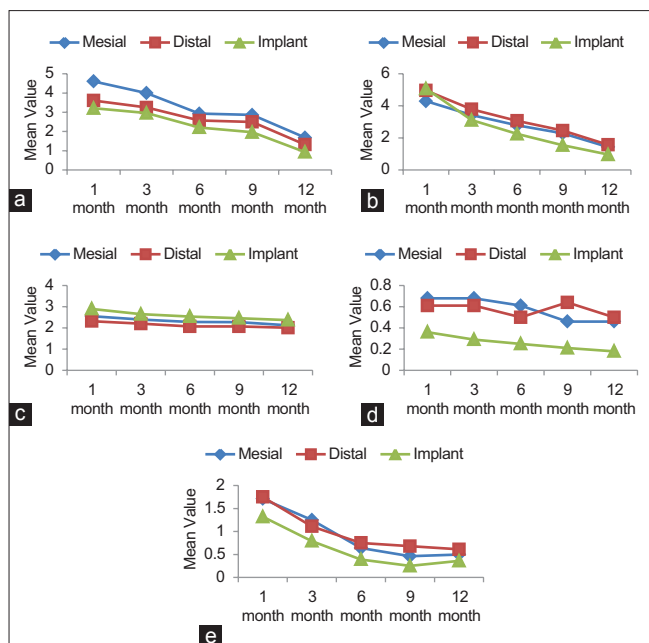 Mesial Distal Implant
Mean Value
5
4
3
2
1
0
1 3 6 9 12
month month month month month
a
Mesial Distal Implant
Mean Value
6
4
2
0
1 3 6 9 12
month month month month month
b
Mesial Distal Implant
Mean Value
4
3
2
1
0
1 3 6 9 12
month month month month month
c
Mesial Distal Implant
Mean Value
0.8
0.6
0.4
0.2
0
1 3 6 9 12
month month month month month
d
Mesial Distal Implant
Mean Value
2
1.5
1
0.5
0
1 3 6 9 12
month month month month month
e